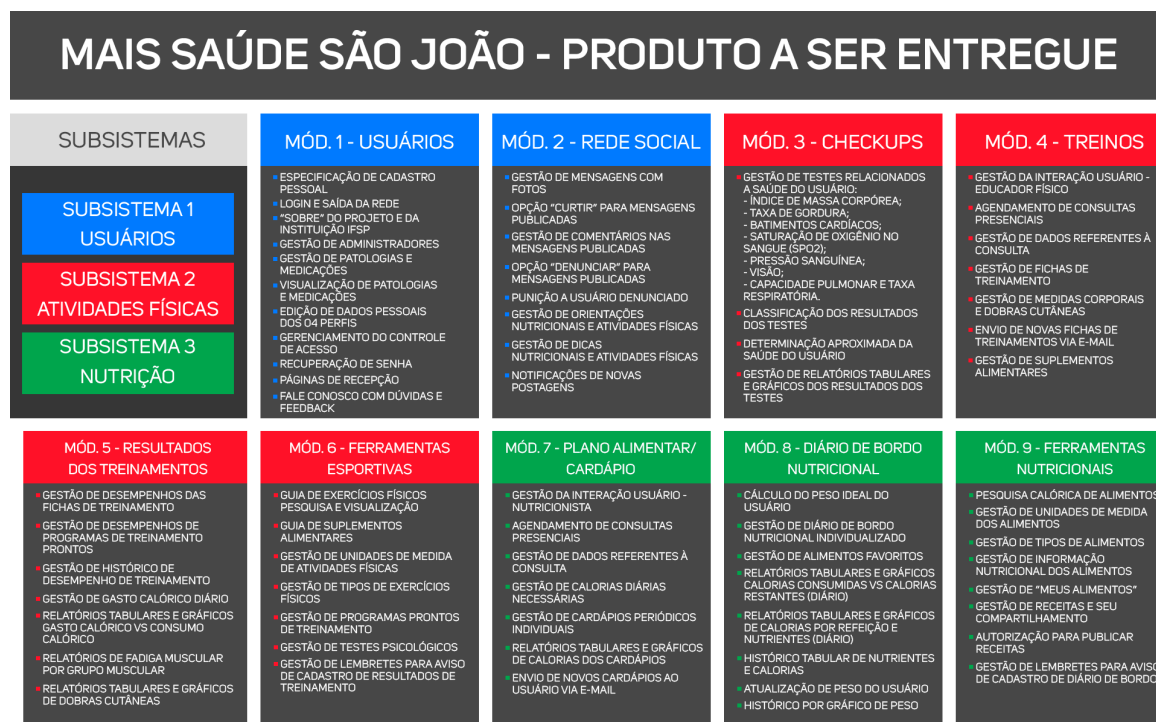 MAIS SAÚDE SÃO JOÃO - PRODUTO A SER ENTREGUE
SUBSISTEMAS
SUBSISTEMA 1
USUÁRIOS
SUBSISTEMA 2
ATIVIDADES FÍSICAS
SUBSISTEMA 3
NUTRIÇÃO
MÓD. 1 - USUÁRIOS
ESPECIFICAÇÃO DE CADASTRO
PESSOAL
LOGIN E SAÍDA DA REDE
"SOBRE" DO PROJETO E DA
INSTITUIÇÃO IFSP
GESTÃO DE ADMINISTRADORES
GESTÃO DE PATOLOGIAS E
MEDICAÇÕES
VISUALIZAÇÃO DE PATOLOGIAS
E MEDICAÇÕES
EDIÇÃO DE DADOS PESSOAIS
DOS 04 PERFIS
GERENCIAMENTO DO CONTROLE
DE ACESSO
RECUPERAÇÃO DE SENHA
PÁGINAS DE RECEPÇÃO
FALE CONOSCO COM DÚVIDAS E
FEEDBACK
MÓD. 2 - REDE SOCIAL
GESTÃO DE MENSAGENS COM
FOTOS
OPÇÃO "CURTIR" PARA MENSAGENS
PUBLICADAS
GESTÃO DE COMENTÁRIOS NAS
MENSAGENS PUBLICADAS
OPÇÃO "DENUNCIAR" PARA
MENSAGENS PUBLICADAS
PUNIÇÃO A USUÁRIO DENUNCIADO
GESTÃO DE ORIENTAÇÕES
NUTRICIONAIS E ATIVIDADES FÍSICAS
GESTÃO DE DICAS
NUTRICIONAIS E ATIVIDADES FÍSICAS
NOTIFICAÇÕES DE NOVAS
POSTAGENS
MÓD. 3 - CHECKUPS
GESTÃO DE TESTES RELACIONADOS
A SAÚDE DO USUÁRIO:
- ÍNDICE DE MASSA CORPÓREA;
- TAXA DE GORDURA;
- BATIMENTOS CARDÍACOS;
- SATURAÇÃO DE OXIGÊNIO NO
SANGUE (SPO2);
- PRESSÃO SANGUÍNEA;
- VISÃO;
- CAPACIDADE PULMONAR E TAXA
RESPIRATÓRIA.
CLASSIFICAÇÃO DOS RESULTADOS
DOS TESTES
DETERMINAÇÃO APROXIMADA DA
SAÚDE DO USUÁRIO
GESTÃO DE RELATÓRIOS TABULARES
E GRÁFICOS DOS RESULTADOS DOS
TESTES
MÓD. 4 - TREINOS
GESTÃO DA INTERAÇÃO USUÁRIO -
EDUCADOR FÍSICO
AGENDAMENTO DE CONSULTAS
PRESENCIAIS
GESTÃO DE DADOS REFERENTES À
CONSULTA
GESTÃO DE FICHAS DE
TREINAMENTO
GESTÃO DE MEDIDAS CORPORAIS
E DOBRAS CUTÂNEAS
ENVIO DE NOVAS FICHAS DE
TREINAMENTOS VIA E-MAIL
GESTÃO DE SUPLEMENTOS
ALIMENTARES
MÓD. 5 - RESULTADOS
DOS TREINAMENTOS
GESTÃO DE DESEMPENHOS DAS
FICHAS DE TREINAMENTO
GESTÃO DE DESEMPENHOS DE
PROGRAMAS DE TREINAMENTO
PRONTOS
GESTÃO DE HISTÓRICO DE
DESEMPENHO DE TREINAMENTO
GESTÃO DE GASTO CALÓRICO DIÁRIO
RELATÓRIOS TABULARES E GRÁFICOS
GASTO CALÓRICO VS CONSUMO
CALÓRICO
RELATÓRIOS DE FADIGA MUSCULAR
POR GRUPO MUSCULAR
RELATÓRIOS TABULARES E GRÁFICOS
DE DOBRAS CUTÂNEAS
MÓD. 6 - FERRAMENTAS
ESPORTIVAS
GUIA DE EXERCÍCIOS FÍSICOS
PESQUISA E VISUALIZAÇÃO
GUIA DE SUPLEMENTOS
ALIMENTARES
GESTÃO DE UNIDADES DE MEDIDA
DE ATIVIDADES FÍSICAS
GESTÃO DE TIPOS DE EXERCÍCIOS
FÍSICOS
GESTÃO DE PROGRAMAS PRONTOS
DE TREINAMENTO
GESTÃO DE TESTES PSICOLÓGICOS
GESTÃO DE LEMBRETES PARA AVISO
DE CADASTRO DE RESULTADOS DE
TREINAMENTO
MÓD. 7 - PLANO ALIMENTAR/
CARDÁPIO
GESTÃO DA INTERAÇÃO USUÁRIO -
NUTRICIONISTA
AGENDAMENTO DE CONSULTAS
PRESENCIAIS
GESTÃO DE DADOS REFERENTES À
CONSULTA
GESTÃO DE CALORIAS DIÁRIAS
NECESSÁRIAS
GESTÃO DE CARDÁPIOS PERIÓDICOS
INDIVIDUAIS
RELATÓRIOS TABULARES E GRÁFICOS
DE CALORIAS DOS CARDÁPIOS
ENVIO DE NOVOS CARDÁPIOS AO
USUÁRIO VIA E-MAIL
MÓD. 8 - DIÁRIO DE BORDO
NUTRICIONAL
CÁLCULO DO PESO IDEAL DO
USUÁRIO
GESTÃO DE DIÁRIO DE BORDO
NUTRICIONAL INDIVIDUALIZADO
GESTÃO DE ALIMENTOS FAVORITOS
RELATÓRIOS TABULARES E GRÁFICOS
CALORIAS CONSUMIDAS VS CALORIAS
RESTANTES (DIÁRIO)
RELATÓRIOS TABULARES E GRÁFICOS
DE CALORIAS POR REFEIÇÃO E
NUTRIENTES (DIÁRIO)
HISTÓRICO TABULAR DE NUTRIENTES
E CALORIAS
ATUALIZAÇÃO DE PESO DO USUÁRIO
HISTÓRICO POR GRÁFICO DE PESO
MÓD. 9 - FERRAMENTAS
NUTRICIONAIS
PESQUISA CALÓRICA DE ALIMENTOS
GESTÃO DE UNIDADES DE MEDIDA
DOS ALIMENTOS
GESTÃO DE TIPOS DE ALIMENTOS
GESTÃO DE INFORMAÇÃO
NUTRICIONAL DOS ALIMENTOS
GESTÃO DE "MEUS ALIMENTOS"
GESTÃO DE RECEITAS E SEU
COMPARTILHAMENTO
AUTORIZAÇÃO PARA PUBLICAR
RECEITAS
GESTÃO DE LEMBRETES PARA AVISO
DE CADASTRO DE DIÁRIO DE BORDO